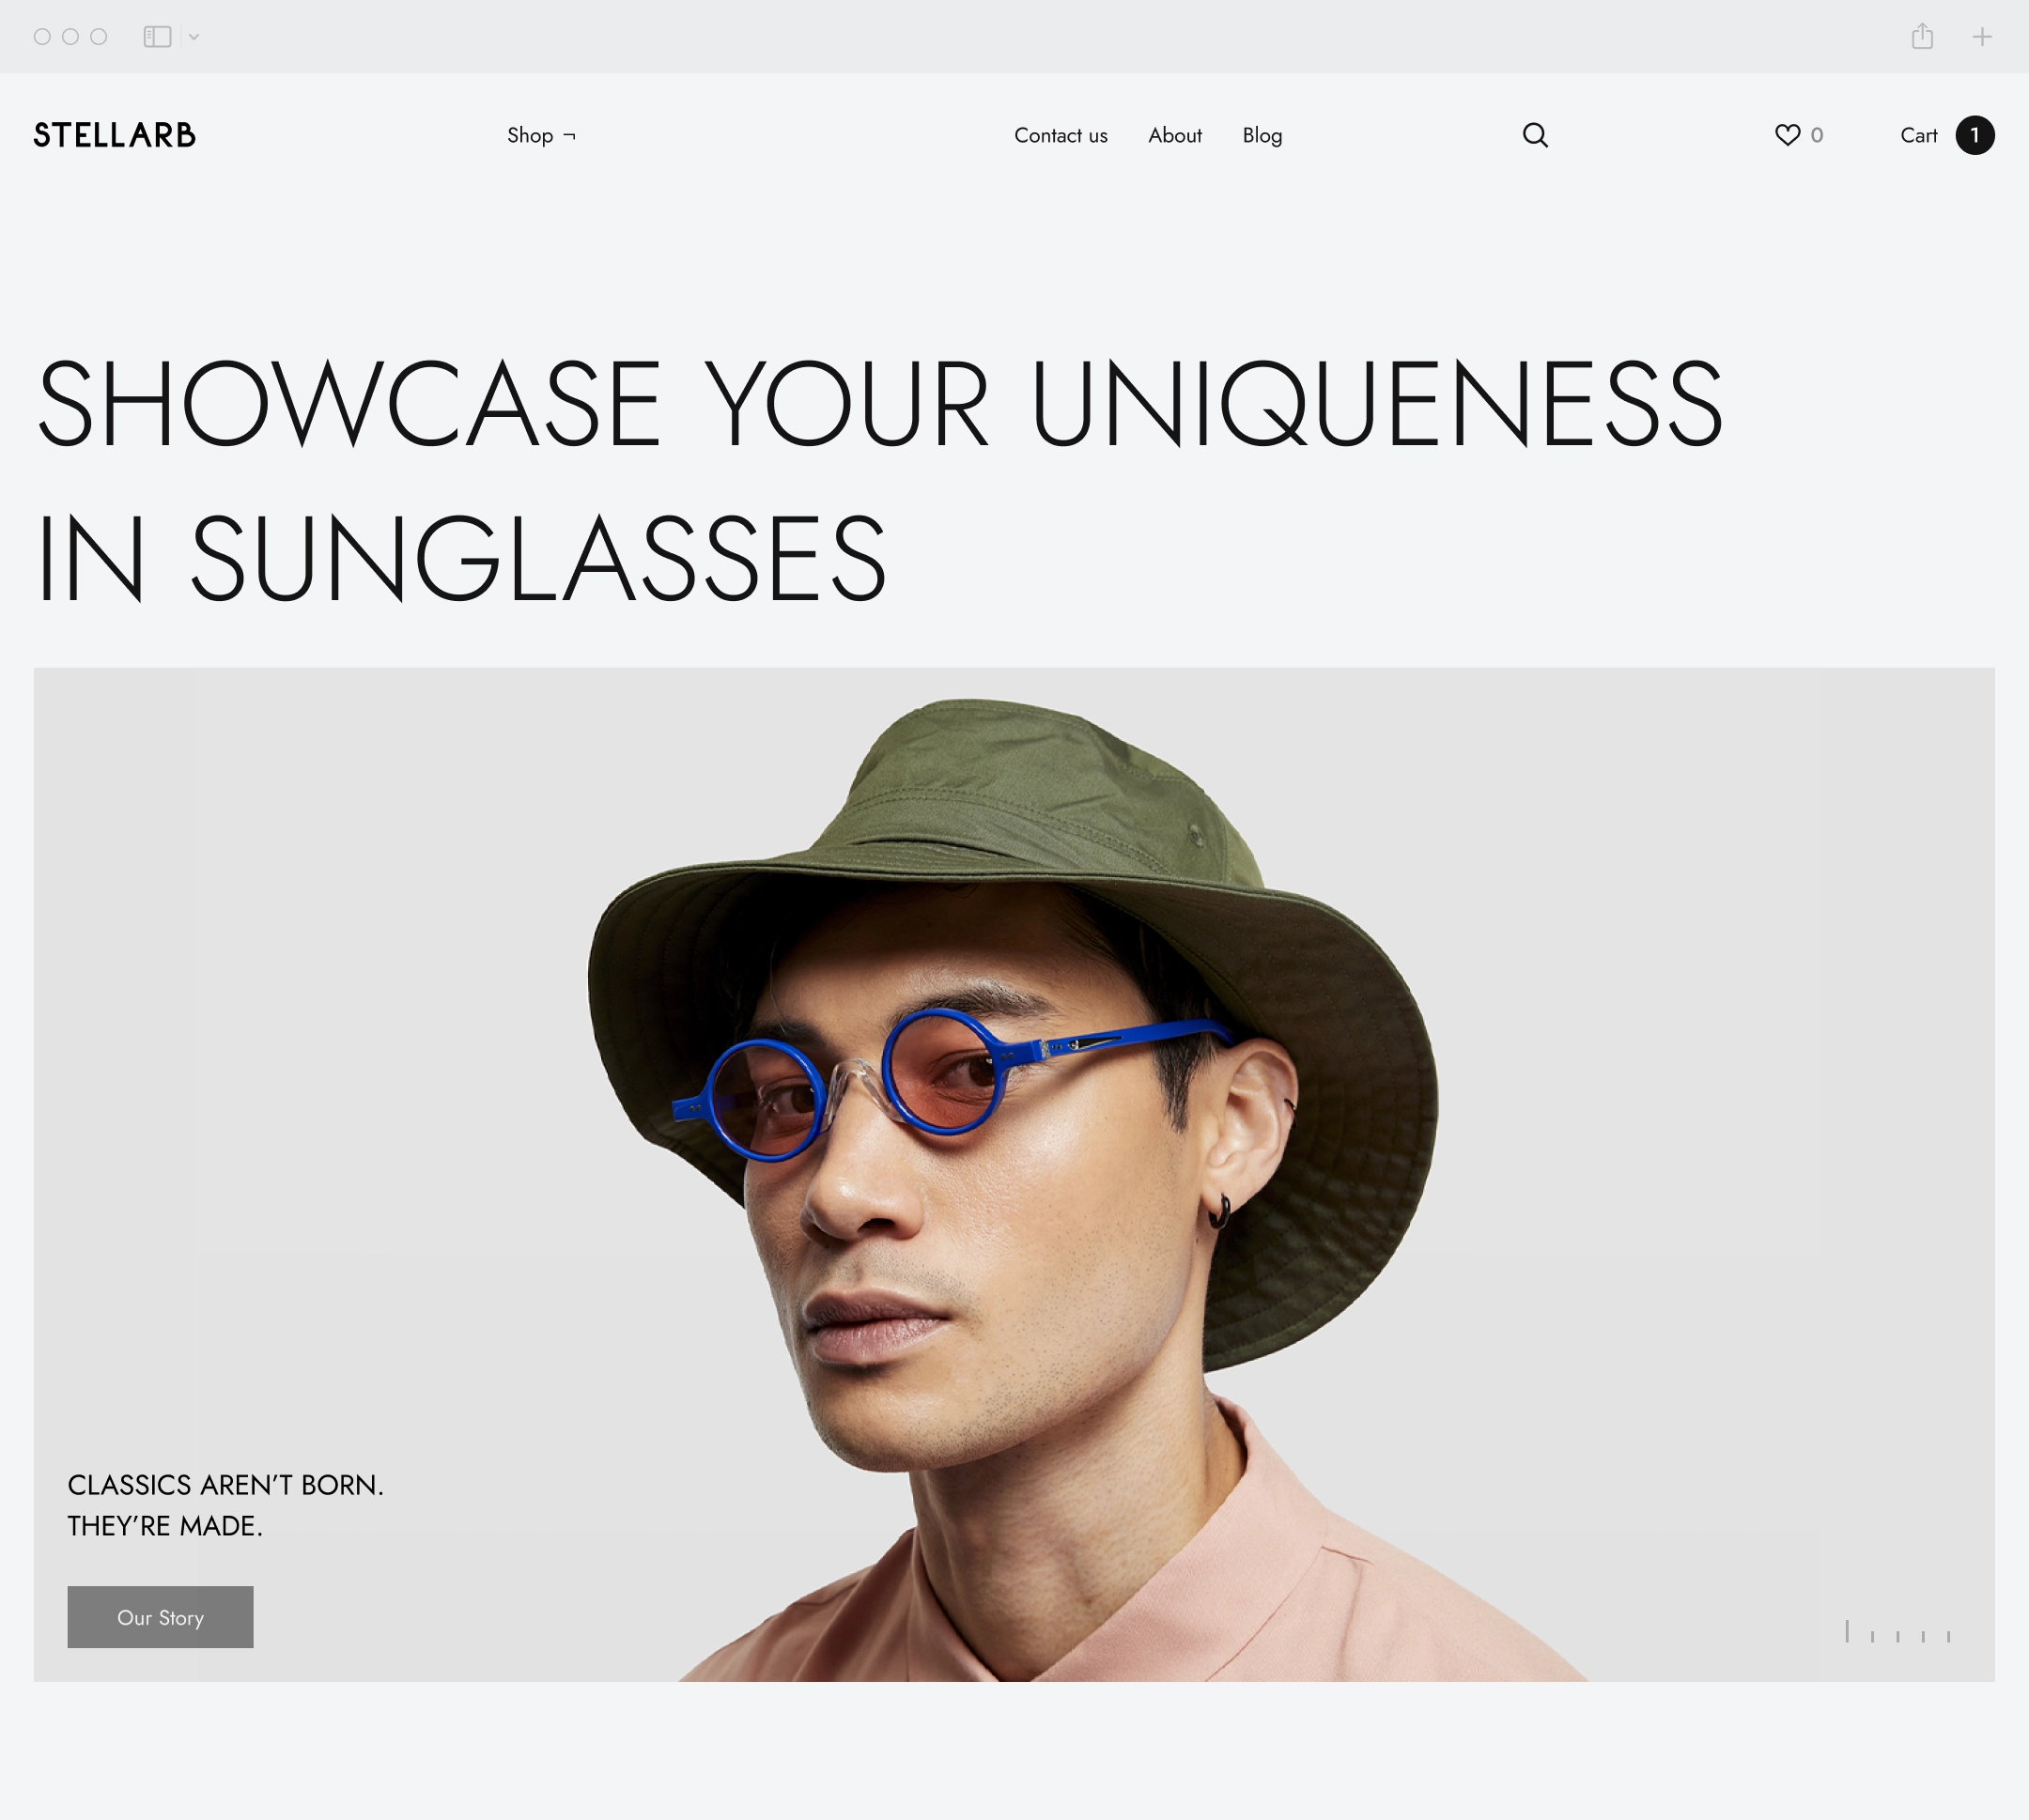 STELLARB
Shop ¬
Contact us About Blog
0
Cart 1
SHOWCASE YOUR UNIQUENESS
IN SUNGLASSES
CLASSICS AREN’T BORN.
THEY’RE MADE.
Our Story